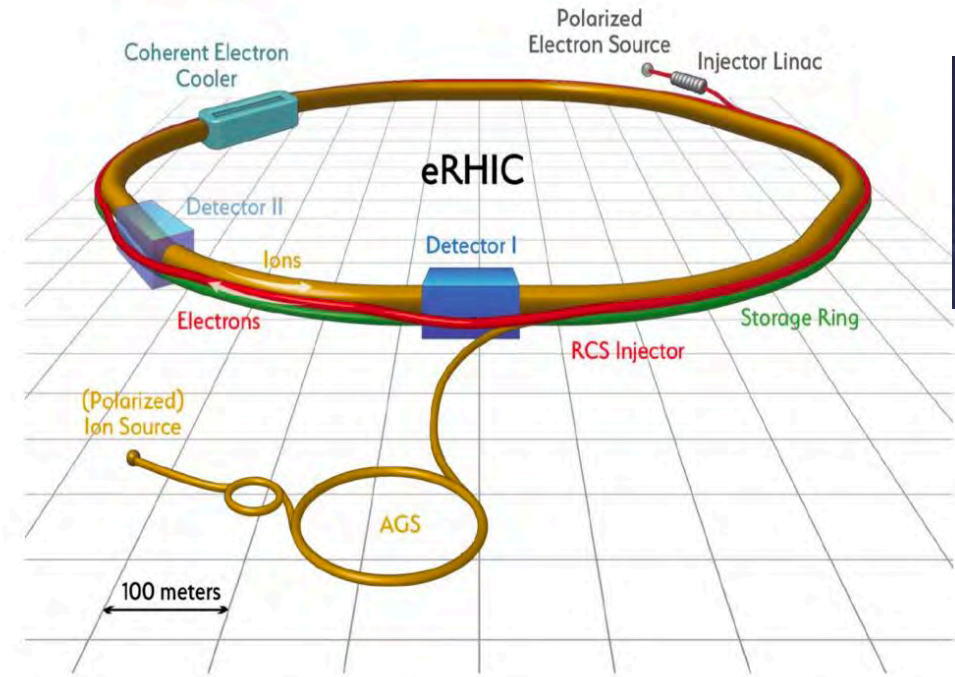 Polarized
Electron Source
Injector Linac
Coherent Electron
Cooler
eRHIC
Detector II
Detector I
Ions
Electrons
Storage Ring
RCS Injector
(Polarized)
Ion Source
AGS
100 meters